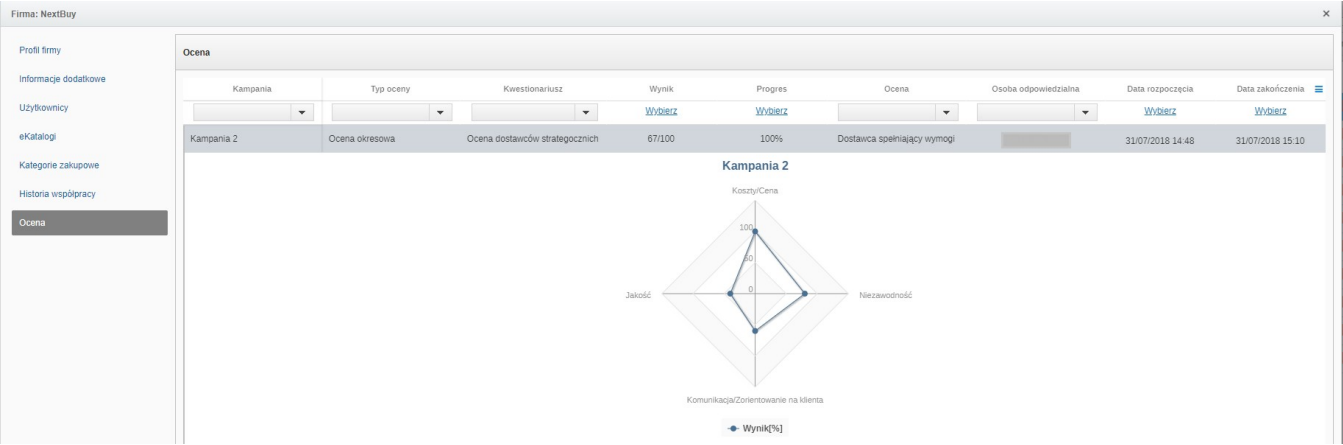 Firma: NextBuy ×
Profil firmy
Informacje dodatkowe
Użytkownicy
eKatalogi
Kategorie zakupowe
Historia współpracy
Ocena
Ocena
Kampania Typ oceny Kwestionariusz Wynik Progres Ocena Osoba odpowiedzialna Data rozpoczęcia Data zakończenia
Wybierz Wybierz Wybierz Wybierz
Kampania 2 Ocena okresowa Ocena dostawców strategocznich 67/100 100% Dostawca spełniający wymogi 31/07/2018 14:48 31/07/2018 15:10
Kampania 2
Koszty/Cena
100
50
0
Jakość
Niezawodność
Komunikacja/Zorientowanie na klienta
Wynik[%]